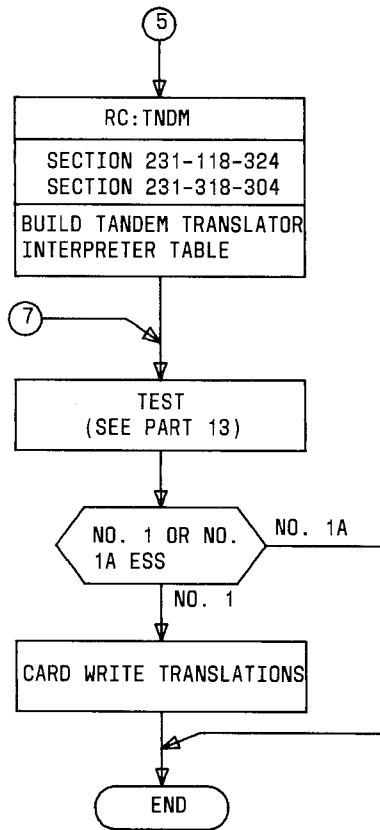 5
RC:TNDM
SECTION 231-118-324
SECTION 231-318-304
BUILD TANDEM TRANSLATOR
INTERPRETER TABLE
7
TEST
(SEE PART 13)
NO. 1 OR NO.
1A ESS
NO. 1A
NO. 1
CARD WRITE TRANSLATIONS
END